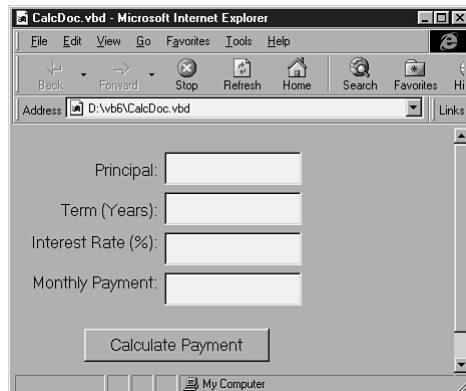 CalcDoc.vbd - Microsoft Internet Explorer
File Edit View Go Favorites Tools Help
Back Forward Stop Refresh Home Search Favorites Hi
Address D:\vb6\CalcDoc.vbd Links
Principal:
Term (Years):
Interest Rate (%):
Monthly Payment:
Calculate Payment
My Computer